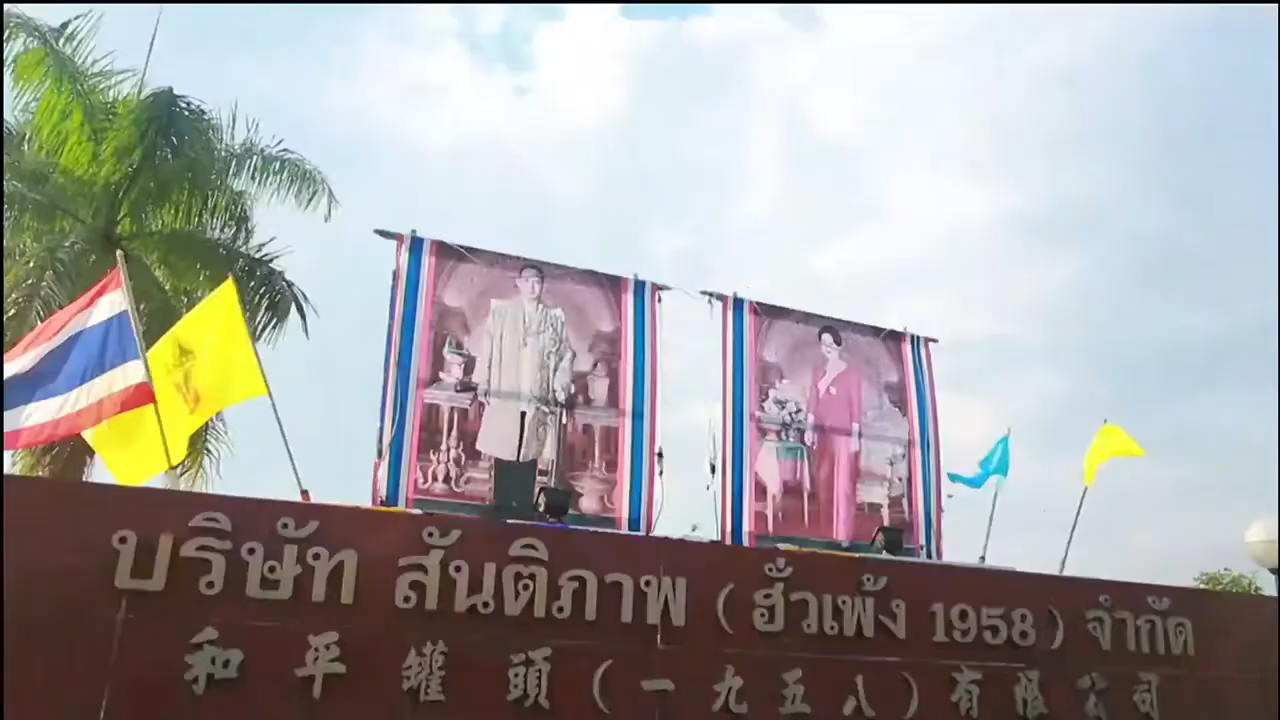 บริษัท สันติภาพ (ฮั่วเพ้ง 1958) จำกัด
和平罐頭(一九五八)有限公司